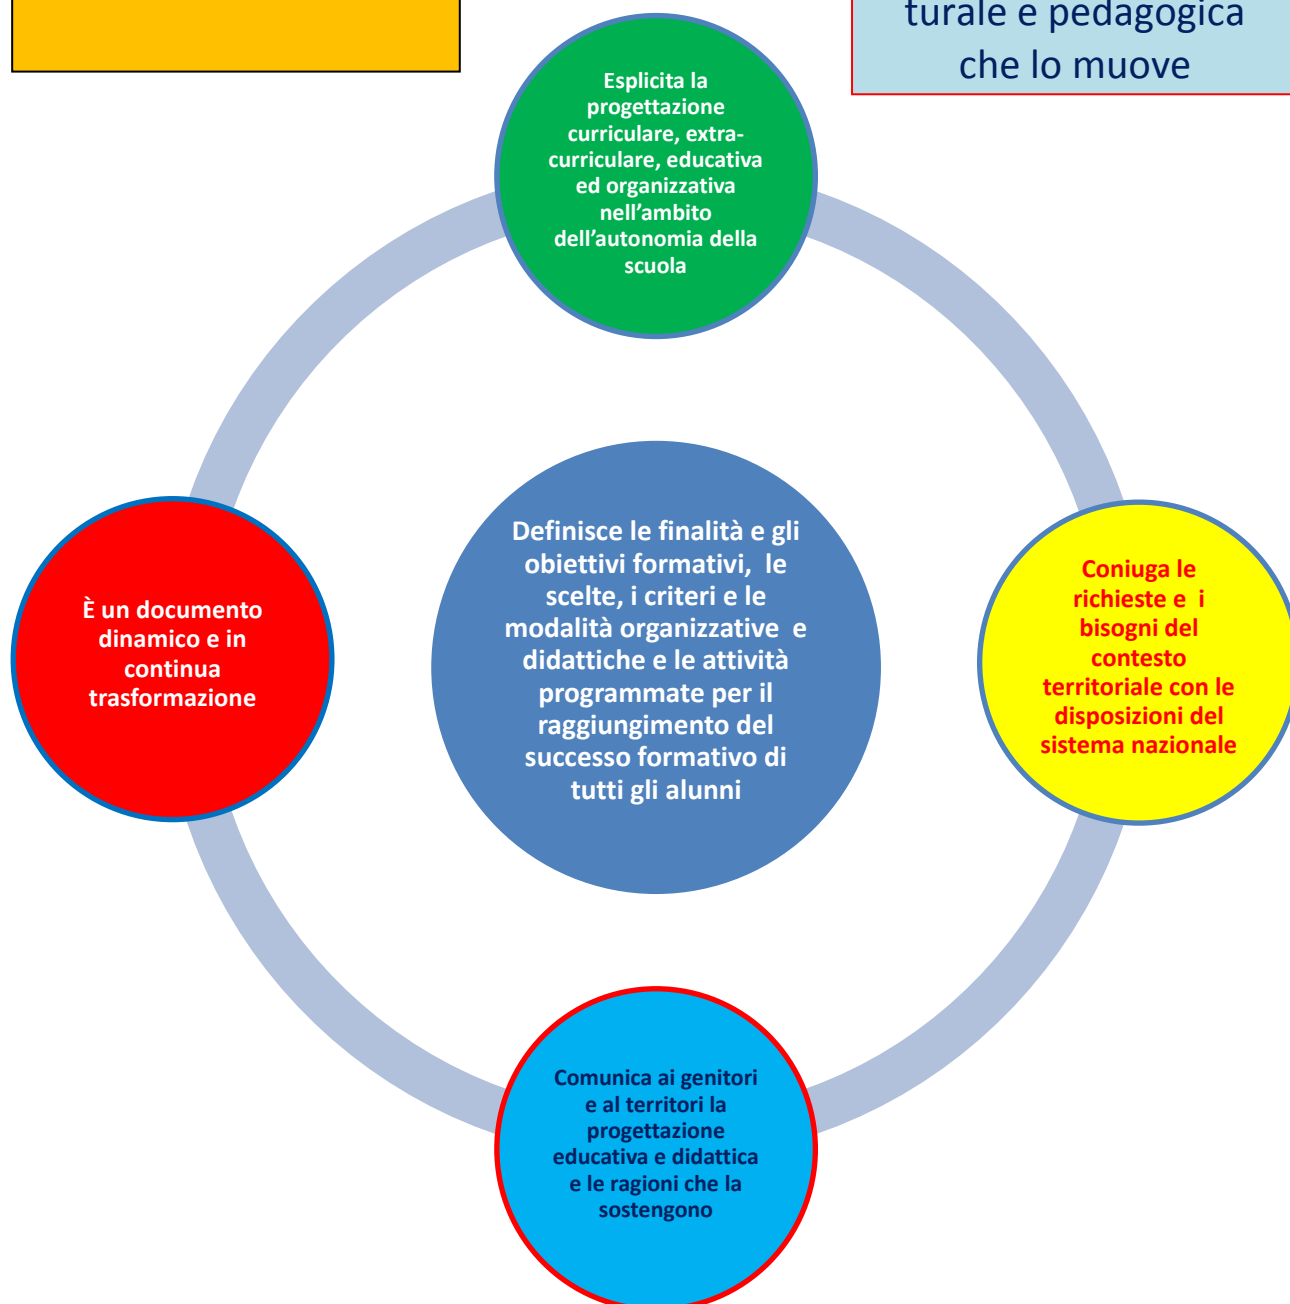 turale e pedagogica
che lo muove
Esplicita la
progettazione
curriculare, extra-
curriculare, educativa
ed organizzativa
nell’ambito
dell’autonomia della
scuola
Definisce le finalità e gli
obiettivi formativi, le
scelte, i criteri e le
modalità organizzative e
didattiche e le attività
programmate per il
raggiungimento del
successo formativo di
tutti gli alunni
Coniuga le
richieste e i
bisogni del
contesto
territoriale con le
disposizioni del
sistema nazionale
È un documento
dinamico e in
continua
trasformazione
Comunica ai genitori
e al territori la
progettazione
educativa e didattica
e le ragioni che la
sostengono